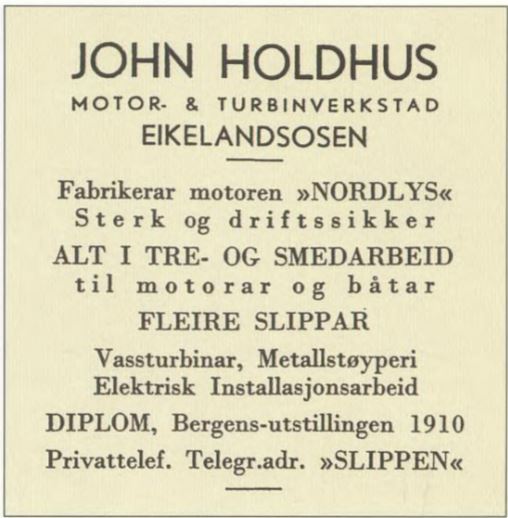 JOHN HOLDHUS
MOTOR- & TURBINVERKSTAD
EIKELANDSOSEN
Fabrikerar motoren »NORDLYS«
Sterk og driftssikker
ALT I TRE- OG SMEDARBEID
til motorar og båtar
FLEIRE SLIPPAR
Vassturbinar, Metallstøyperi
Elektrisk Installasjonsarbeid
DIPLOM, Bergens-utstillingen 1910
Privattelef. Telegr.adr. »SLIPPEN«